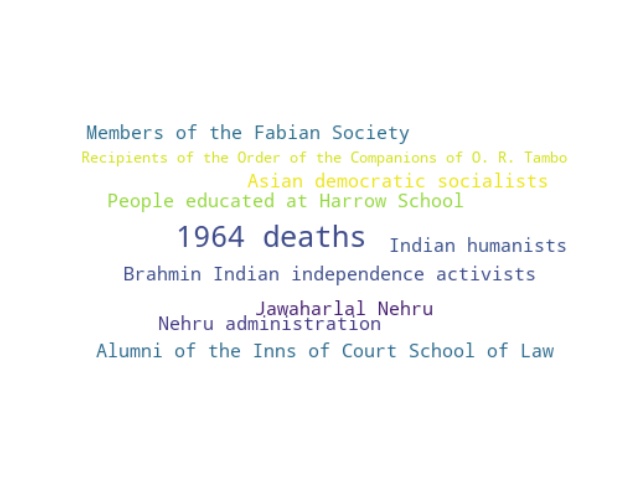 Members of the Fabian Society
Recipients of the Order of the Companions of O. R. Tambo
Asian democratic socialists
People educated at Harrow School
1964 deaths
Indian humanists
Brahmin Indian independence activists
Jawaharlal Nehru
Nehru administration
Alumni of the Inns of Court School of Law